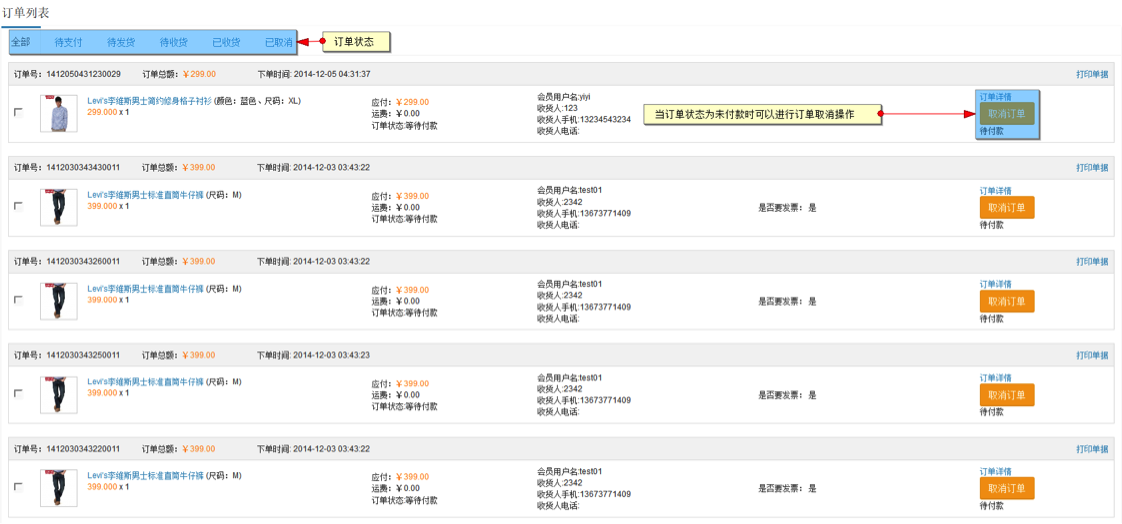 订单列表
全部 待支付 待发货 待收货 已收货 已取消 订单状态
订单号：1412050431230029 订单总额：￥299.00 下单时间: 2014-12-05 04:31:37 打印单据
Levi's李维斯男士简约修身格子衬衫 (颜色：蓝色、尺码：XL)
299.000 x 1
应付：￥299.00
运费：￥0.00
订单状态:等待付款
会员用户名:yiyi
收货人:123
收货人手机:13234543234
收货人电话:
当订单状态为未付款时可以进行订单取消操作
订单详情
取消订单
待付款
订单号：1412030343430011 订单总额：￥399.00 下单时间: 2014-12-03 03:43:22 打印单据
Levi's李维斯男士标准直筒牛仔裤 (尺码：M)
399.000 x 1
应付：￥399.00
运费：￥0.00
订单状态:等待付款
会员用户名:test01
收货人:2342
收货人手机:13673771409
收货人电话:
是否要发票：是
订单详情
取消订单
待付款
订单号：1412030343260011 订单总额：￥399.00 下单时间: 2014-12-03 03:43:22 打印单据
Levi's李维斯男士标准直筒牛仔裤 (尺码：M)
399.000 x 1
应付：￥399.00
运费：￥0.00
订单状态:等待付款
会员用户名:test01
收货人:2342
收货人手机:13673771409
收货人电话:
是否要发票：是
订单详情
取消订单
待付款
订单号：1412030343250011 订单总额：￥399.00 下单时间: 2014-12-03 03:43:23 打印单据
Levi's李维斯男士标准直筒牛仔裤 (尺码：M)
399.000 x 1
应付：￥399.00
运费：￥0.00
订单状态:等待付款
会员用户名:test01
收货人:2342
收货人手机:13673771409
收货人电话:
是否要发票：是
订单详情
取消订单
待付款
订单号：1412030343220011 订单总额：￥399.00 下单时间: 2014-12-03 03:43:22 打印单据
Levi's李维斯男士标准直筒牛仔裤 (尺码：M)
399.000 x 1
应付：￥399.00
运费：￥0.00
订单状态:等待付款
会员用户名:test01
收货人:2342
收货人手机:13673771409
收货人电话:
是否要发票：是
订单详情
取消订单
待付款